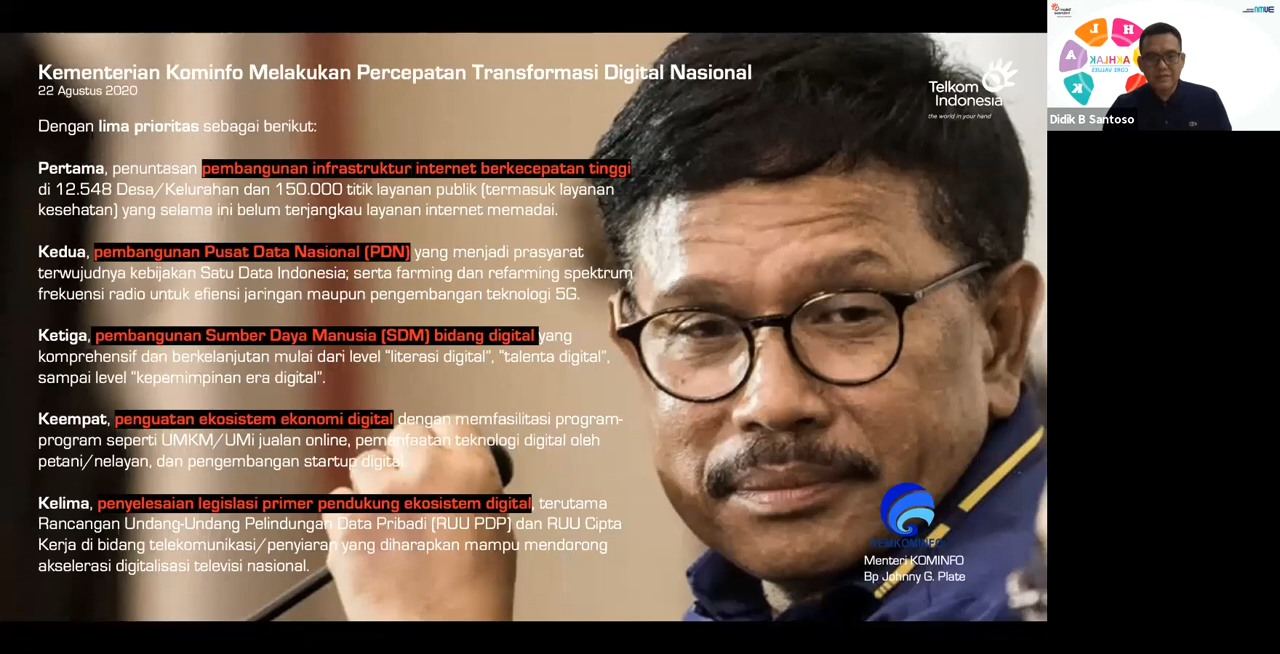 Kementerian Kominfo Melakukan Percepatan Transformasi Digital Nasional
22 Agustus 2020
Telkom
Indonesia
the world in your hand
Dengan lima prioritas sebagai berikut:
Pertama, penuntasan pembangunan infrastruktur internet berkecepatan tinggi
di 12.548 Desa/Kelurahan dan 150.000 titik layanan publik (termasuk layanan
kesehatan) yang selama ini belum terjangkau layanan internet memadai.
Kedua, pembangunan Pusat Data Nasional (PDN) yang menjadi prasyarat
terwujudnya kebijakan Satu Data Indonesia; serta farming dan refarming spektrum
frekuensi radio untuk efiensi jaringan maupun pengembangan teknologi 5G.
Ketiga, pembangunan Sumber Daya Manusia (SDM) bidang digital yang
komprehensif dan berkelanjutan mulai dari level “literasi digital”, “talenta digital”,
sampai level “kepemimpinan era digital”.
Keempat, penguatan ekosistem ekonomi digital dengan memfasilitasi program-
program seperti UMKM/UMi jualan online, pemanfaatan teknologi digital oleh
petani/nelayan, dan pengembangan startup digital.
Kelima, penyelesaian legislasi primer pendukung ekosistem digital, terutama
Rancangan Undang-Undang Pelindungan Data Pribadi (RUU PDP) dan RUU Cipta
Kerja di bidang telekomunikasi/penyiaran yang diharapkan mampu mendorong
akselerasi digitalisasi televisi nasional.
KEMKOMINFO
Menteri KOMINFO
Bp Johnny G. Plate
J H
A
K
AKHLAK
CORE VALUES
Didik B Santoso